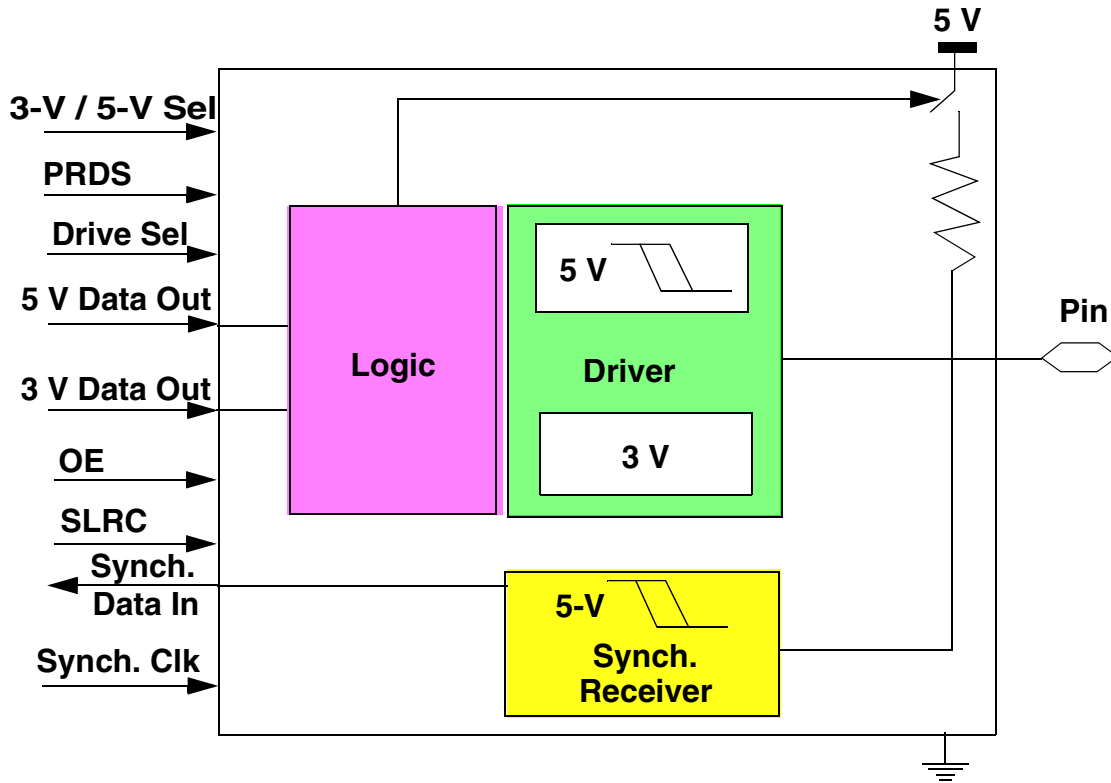 5 V
3-V / 5-V Sel
PRDS
Drive Sel
5 V Data Out
3 V Data Out
OE
SLRC
Synch.
Data In
Synch. Clk
Logic
5 V
Driver
3 V
5-V
Synch.
Receiver
Pin